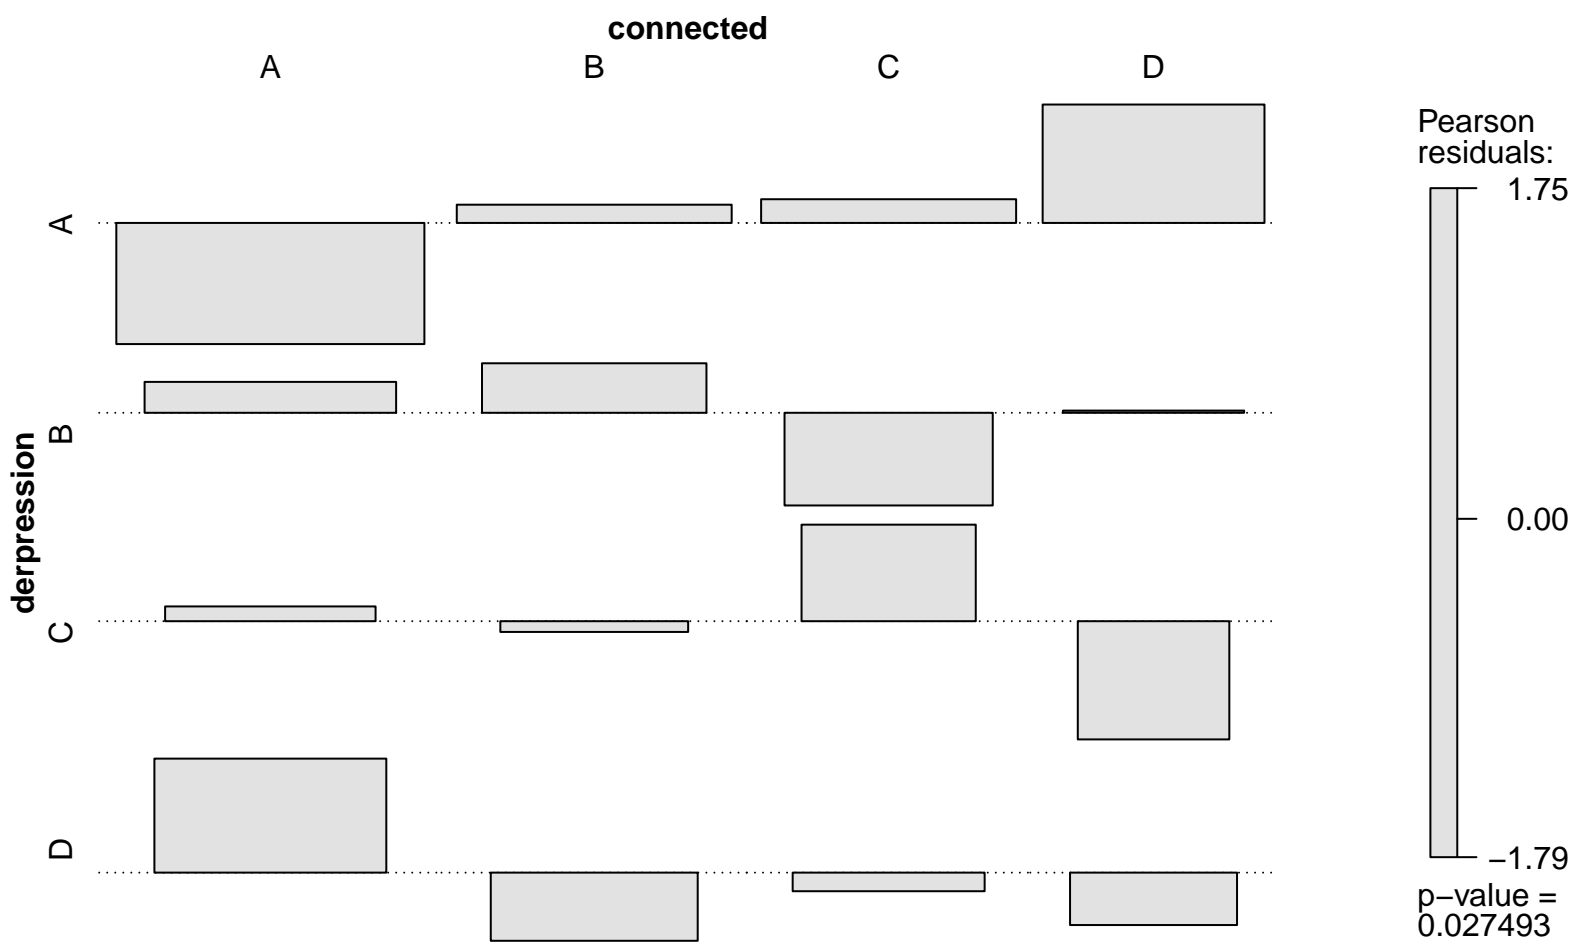 connected
A
B
C
D
derpression
A
B
C
D
Pearson
residuals:
1.75
0.00
−1.79
p−value =
0.027493